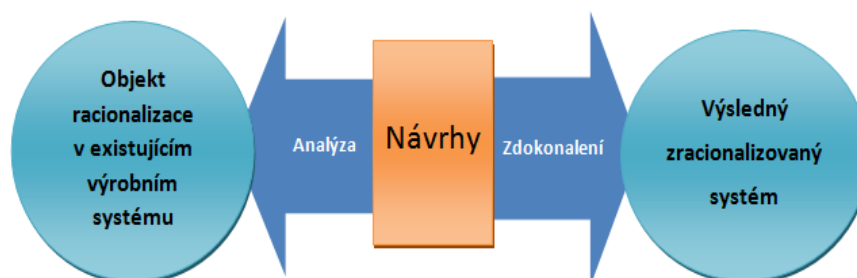 Objekt
racionalizace
v existujícím
výrobním
systému
Analýza
Návrhy
Zdokonalení
Výsledný
zracionalizovaný
systém